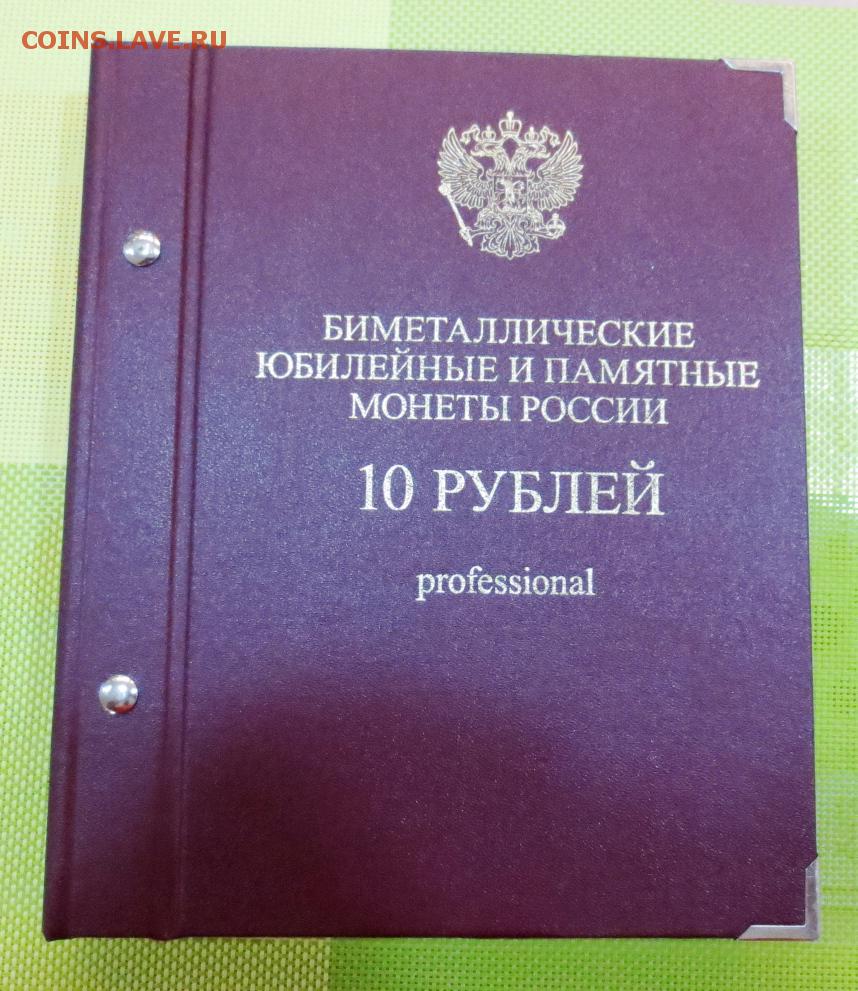 COINS.LAVE.RU
БИМЕТАЛЛИЧЕСКИЕ
ЮБИЛЕЙНЫЕ И ПАМЯТНЫЕ
МОНЕТЫ РОССИИ
10 РУБЛЕЙ
professional